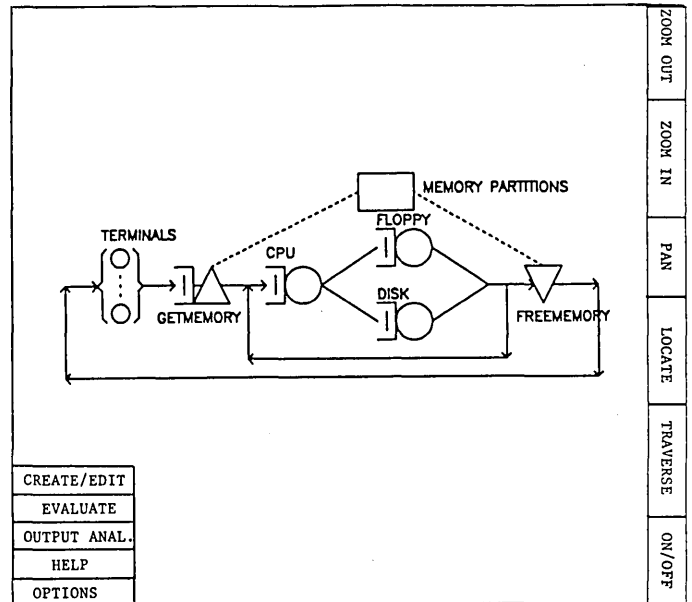 ZOOM OUT
ZOOM IN
PAN
LOCATE
TRAVERSE
ON/OFF
MEMORY PARTITIONS
FLOPPY
TERMINALS
CPU
DISK
GETMEMORY
FREEMEMORY
CREATE/EDIT
EVALUATE
OUTPUT ANAL.
HELP
OPTIONS